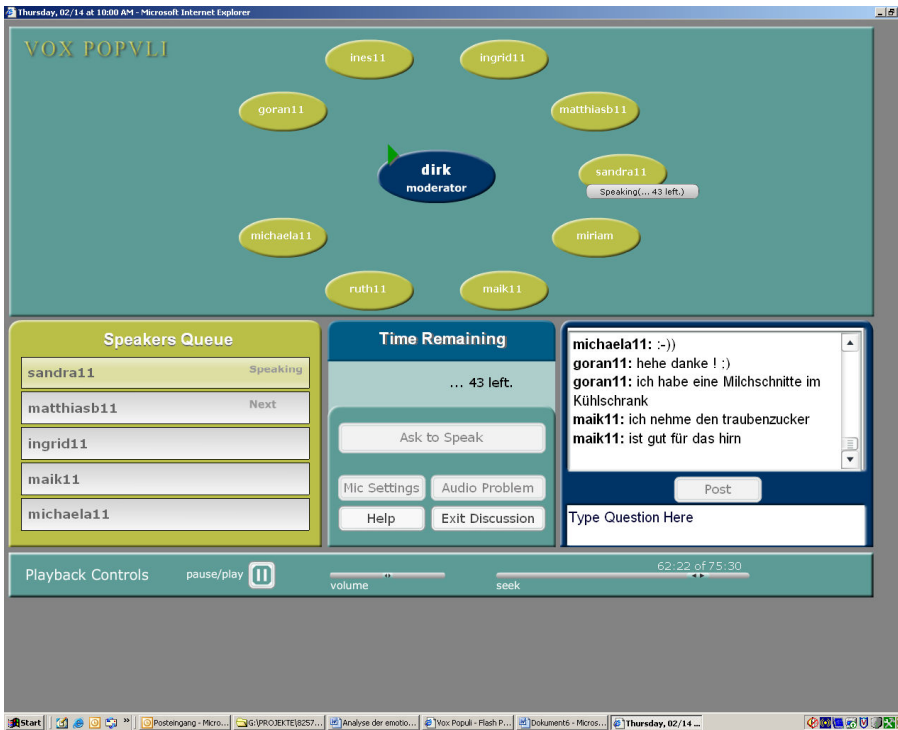 Thursday, 02/14 at 10:00 AM - Microsoft Internet Explorer
VOX POPVLI
ines11
ingrid11
goran11
matthiasb11
dirk
moderator
sandra11
Speaking(... 43 left.)
michaela11
miriam
ruth11
maik11
Speakers Queue
sandra11 Speaking
matthiasb11 Next
ingrid11
maik11
michaela11
Time Remaining
... 43 left.
Ask to Speak
Mic Settings
Audio Problem
Help
Exit Discussion
michaela11: :-))
goran11: hehe danke ! ;)
goran11: ich habe eine Milchschnitte im
Kühlschrank
maik11: ich nehme den traubenzucker
maik11: ist gut für das hirn
Post
Type Question Here
Playback Controls
pause/play
volume
seek
62:22 of 75:30
Start
Posteingang - Micro...
G:\PROJEKTE\8257...
Analyse der emotio...
Vox Populi - Flash P...
Dokument6 - Micros...
Thursday, 02/14 ...